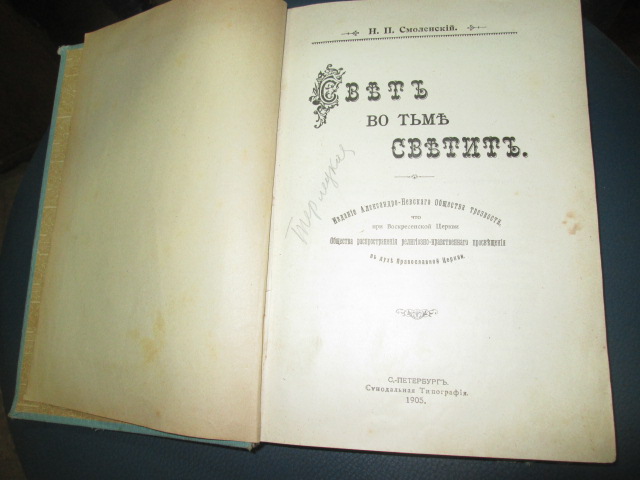 Н. П. Смоленскій.
СВѢТЪ
ВО ТЬМѢ
СВѢТИТЪ.
Изданіе Александро-Невскаго Общества трезвости,
что
при Воскресенской Церкви
Общества распространенія религіозно-нравственнаго просвѣщенія
въ духѣ Православной Церкви.
С.-ПЕТЕРБУРГЪ.
Сѵнодальная Типографія.
1905.